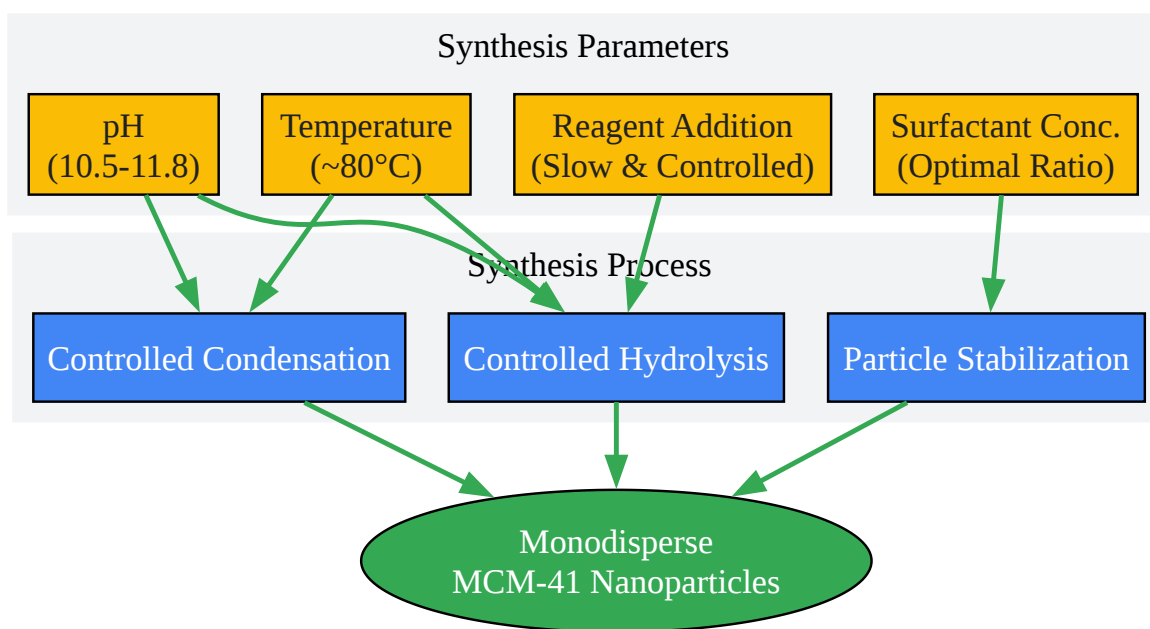 Synthesis Parameters
pH
(10.5-11.8)
Temperature
(~80°C)
Reagent Addition
(Slow & Controlled)
Surfactant Conc.
(Optimal Ratio)
Synthesis Process
Controlled Condensation
Controlled Hydrolysis
Particle Stabilization
Monodisperse
MCM-41 Nanoparticles